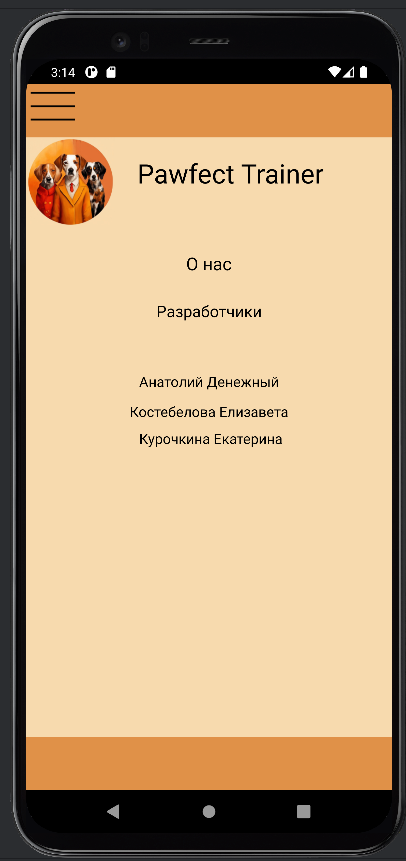 3:14
Pawfect Trainer
О нас
Разработчики
Анатолий Денежный
Костебелова Елизавета
Курочкина Екатерина